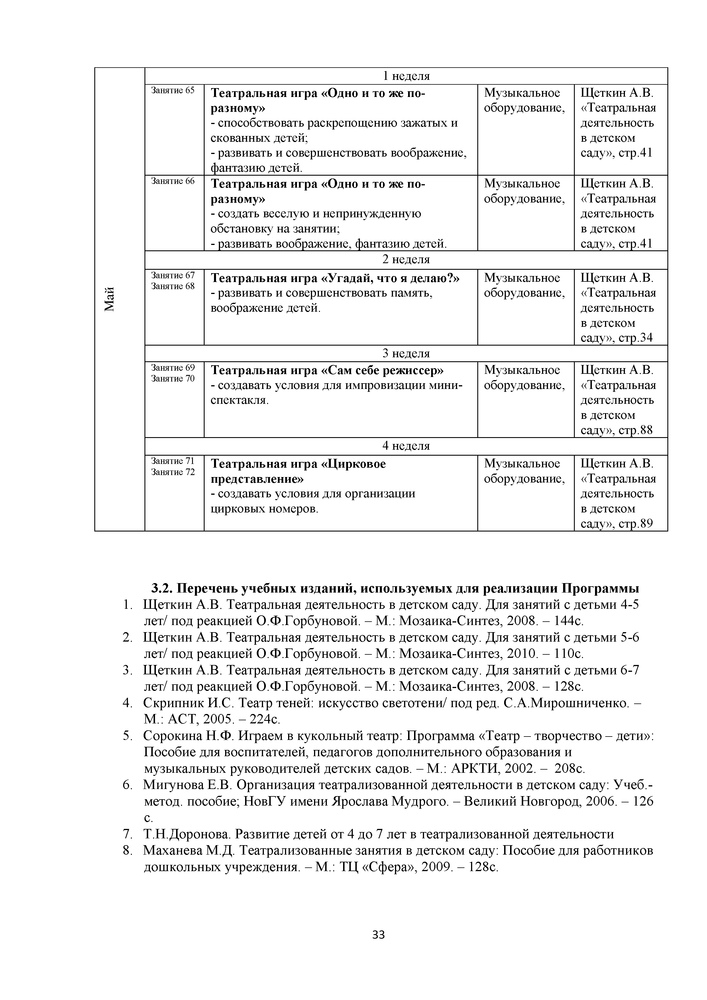 Май
1 неделя
Занятие 65
Театральная игра «Одно и то же по-
разному»
- способствовать раскрепощению зажатых и
скованных детей;
- развивать и совершенствовать воображение,
фантазию детей.
Музыкальное
оборудование,
Щеткин А.В.
«Театральная
деятельность
в детском
саду», стр.41
Занятие 66
Театральная игра «Одно и то же по-
разному»
- создать веселую и непринужденную
обстановку на занятии;
- развивать воображение, фантазию детей.
Музыкальное
оборудование,
Щеткин А.В.
«Театральная
деятельность
в детском
саду», стр.41
2 неделя
Занятие 67
Занятие 68
Театральная игра «Угадай, что я делаю?»
- развивать и совершенствовать память,
воображение детей.
Музыкальное
оборудование,
Щеткин А.В.
«Театральная
деятельность
в детском
саду», стр.34
3 неделя
Занятие 69
Занятие 70
Театральная игра «Сам себе режиссер»
- создавать условия для импровизации мини-
спектакля.
Музыкальное
оборудование,
Щеткин А.В.
«Театральная
деятельность
в детском
саду», стр.88
4 неделя
Занятие 71
Занятие 72
Театральная игра «Цирковое
представление»
- создавать условия для организации
цирковых номеров.
Музыкальное
оборудование,
Щеткин А.В.
«Театральная
деятельность
в детском
саду», стр.89
3.2. Перечень учебных изданий, используемых для реализации Программы
1. Щеткин А.В. Театральная деятельность в детском саду. Для занятий с детьми 4-5
лет/ под реакцией О.Ф.Горбуновой. – М.: Мозаика-Синтез, 2008. – 144с.
2. Щеткин А.В. Театральная деятельность в детском саду. Для занятий с детьми 5-6
лет/ под реакцией О.Ф.Горбуновой. – М.: Мозаика-Синтез, 2010. – 110с.
3. Щеткин А.В. Театральная деятельность в детском саду. Для занятий с детьми 6-7
лет/ под реакцией О.Ф.Горбуновой. – М.: Мозаика-Синтез, 2008. – 128с.
4. Скрипник И.С. Театр теней: искусство светотени/ под ред. С.А.Мирошниченко. –
М.: АСТ, 2005. – 224с.
5. Сорокина Н.Ф. Играем в кукольный театр: Программа «Театр – творчество – дети»:
Пособие для воспитателей, педагогов дополнительного образования и
музыкальных руководителей детских садов. – М.: АРКТИ, 2002. – 208с.
6. Мигунова Е.В. Организация театрализованной деятельности в детском саду: Учеб.-
метод. пособие; НовГУ имени Ярослава Мудрого. – Великий Новгород, 2006. – 126
с.
7. Т.Н.Доронова. Развитие детей от 4 до 7 лет в театрализованной деятельности
8. Маханева М.Д. Театрализованные занятия в детском саду: Пособие для работников
дошкольных учреждения. – М.: ТЦ «Сфера», 2009. – 128с.
33